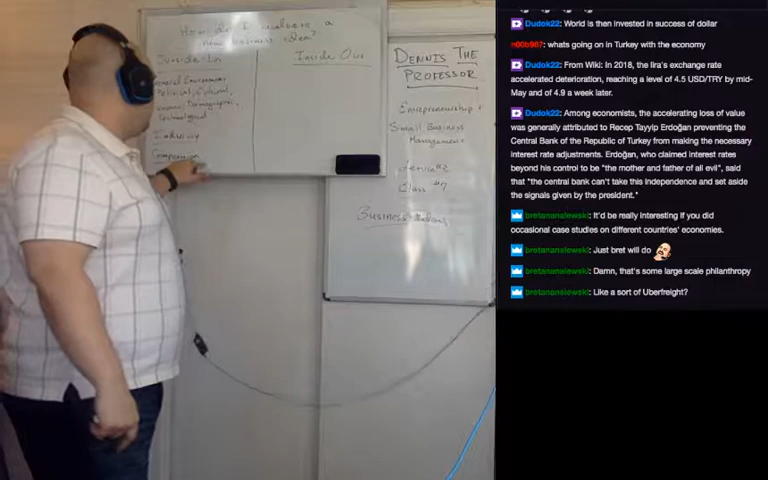 How do I evaluate a
new business idea?
Outside-In
Inside Out
General Environment
Political, Cultural,
Demographic,
Technological
Industry
Competition
DENNIS THE
PROFESSOR
Entrepreneurship +
Small Business
Management
Class #7
Business
Dudok22: World is then invested in success of dollar
n00b987: whats going on in Turkey with the economy
Dudok22: From Wiki: In 2018, the lira's exchange rate
accelerated deterioration, reaching a level of 4.5 USD/TRY by mid-
May and of 4.9 a week later.
Dudok22: Among economists, the accelerating loss of value
was generally attributed to Recep Tayyip Erdoğan preventing the
Central Bank of the Republic of Turkey from making the necessary
interest rate adjustments. Erdoğan, who claimed interest rates
beyond his control to be "the mother and father of all evil", said
that "the central bank can't take this independence and set aside
the signals given by the president."
bretananalewski: It'd be really interesting if you did
occasional case studies on different countries' economies.
bretananalewski: Just bret will do
bretananalewski: Damn, that's some large scale philanthropy
bretananalewski: Like a sort of Uberfreight?